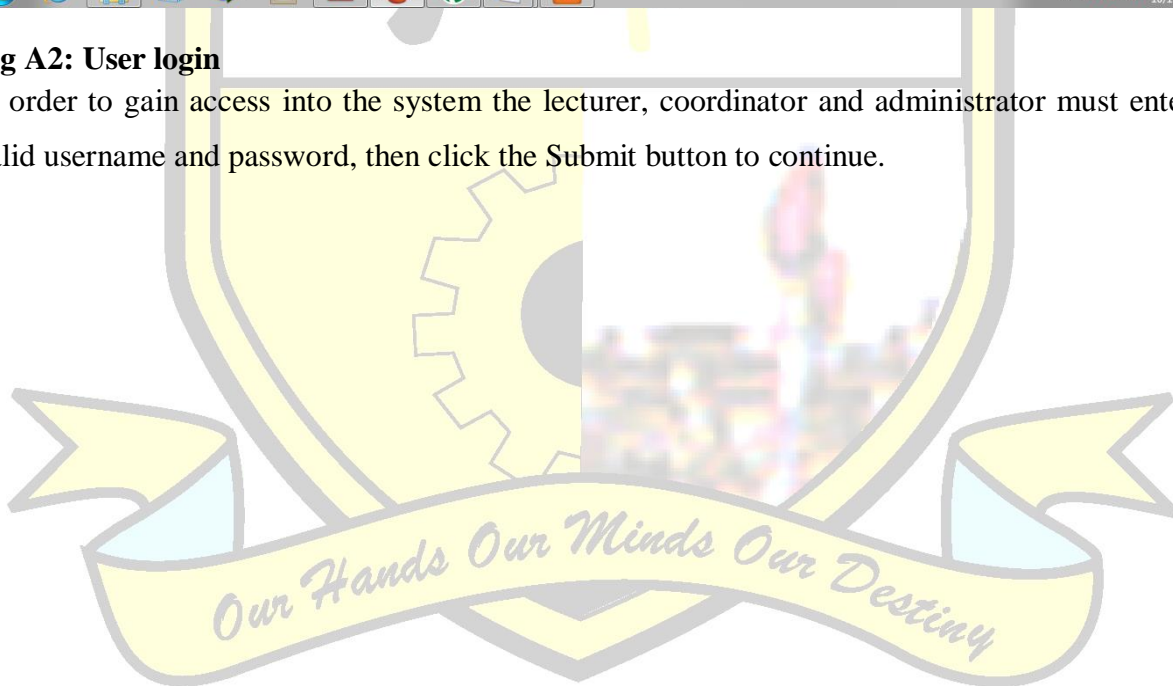 g A2: User login
order to gain access into the system the lecturer, coordinator and administrator must ente
lid username and password, then click the Submit button to continue.
Our Hands Our Minds Our Destiny